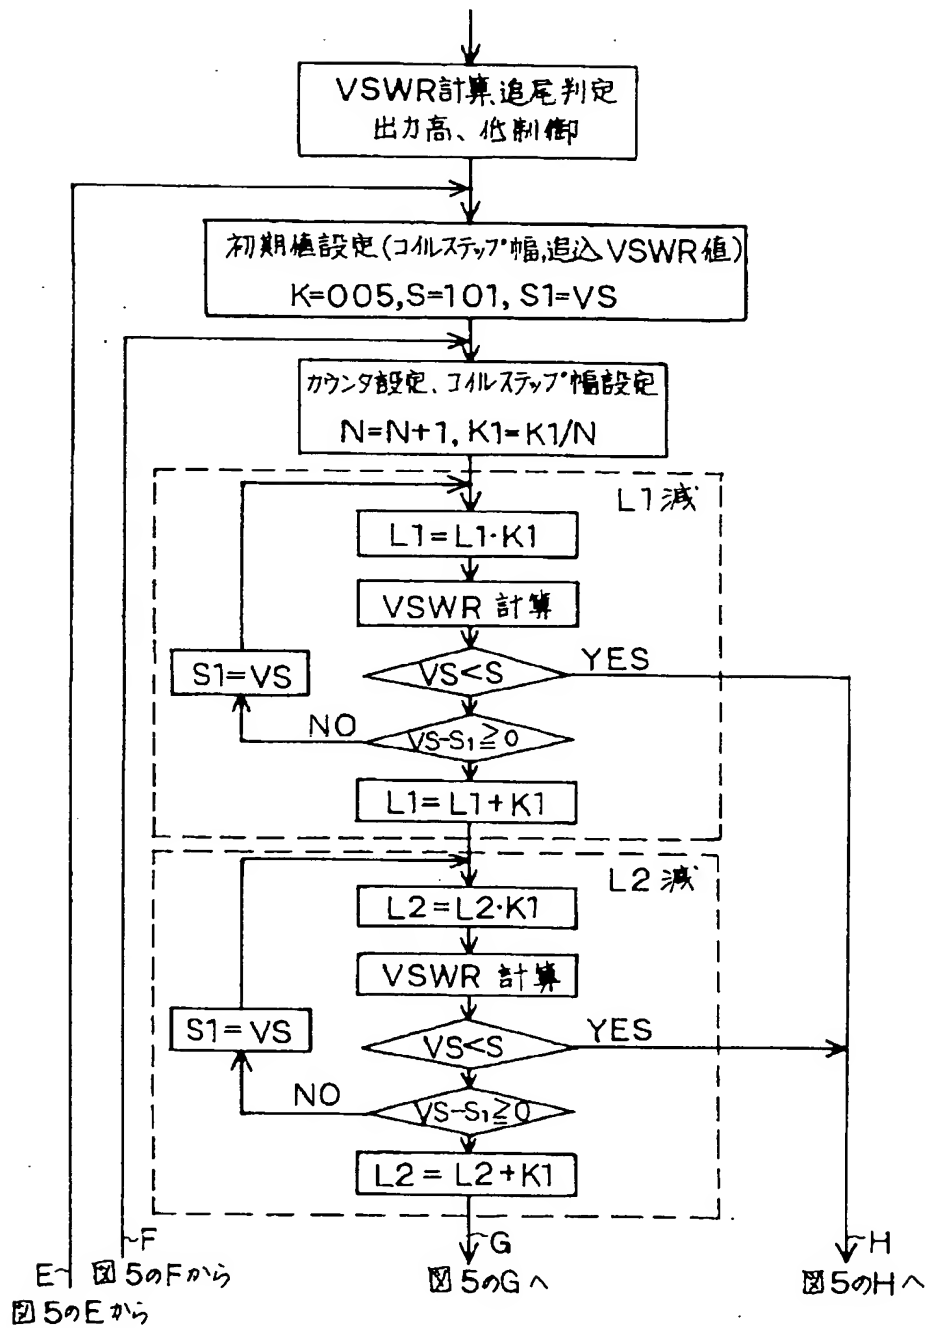 VSWR計算,追尾判定
出力高、低制御
初期値設定(コイルステップ幅,追込VSWR値)
K=005,S=101, S1=VS
カウンタ設定、コイルステップ幅設定
N=N+1, K1=K1/N
L1減
L1=L1·K1
VSWR 計算
VS<S
YES
S1=VS
NO
VS-S1≧0
L1=L1+K1
L2減
L2=L2·K1
VSWR 計算
VS<S
YES
S1=VS
NO
VS-S1≧0
L2=L2+K1
E
図5のEから
F
図5のFから
G
図5のGへ
H
図5のHへ